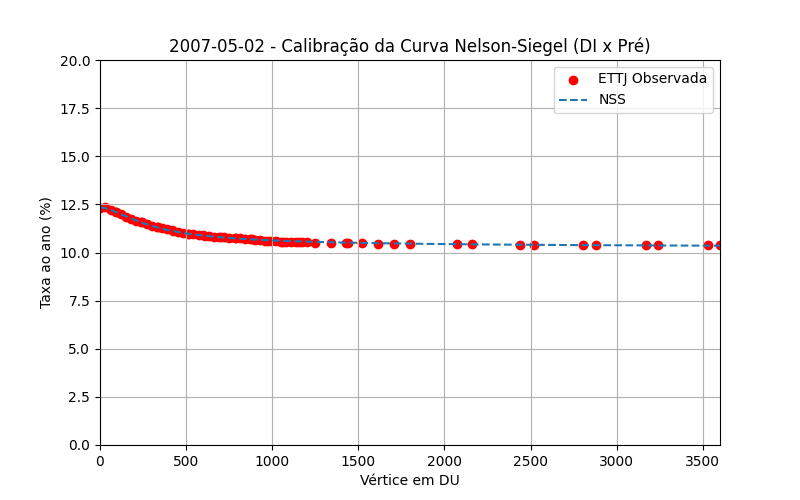 2007-05-02 - Calibração da Curva Nelson-Siegel (DI x Pré)
ETTJ Observada
NSS
Taxa ao ano (%)
20.0
17.5
15.0
12.5
10.0
7.5
5.0
2.5
0.0
0 500 1000 1500 2000 2500 3000 3500
Vértice em DU